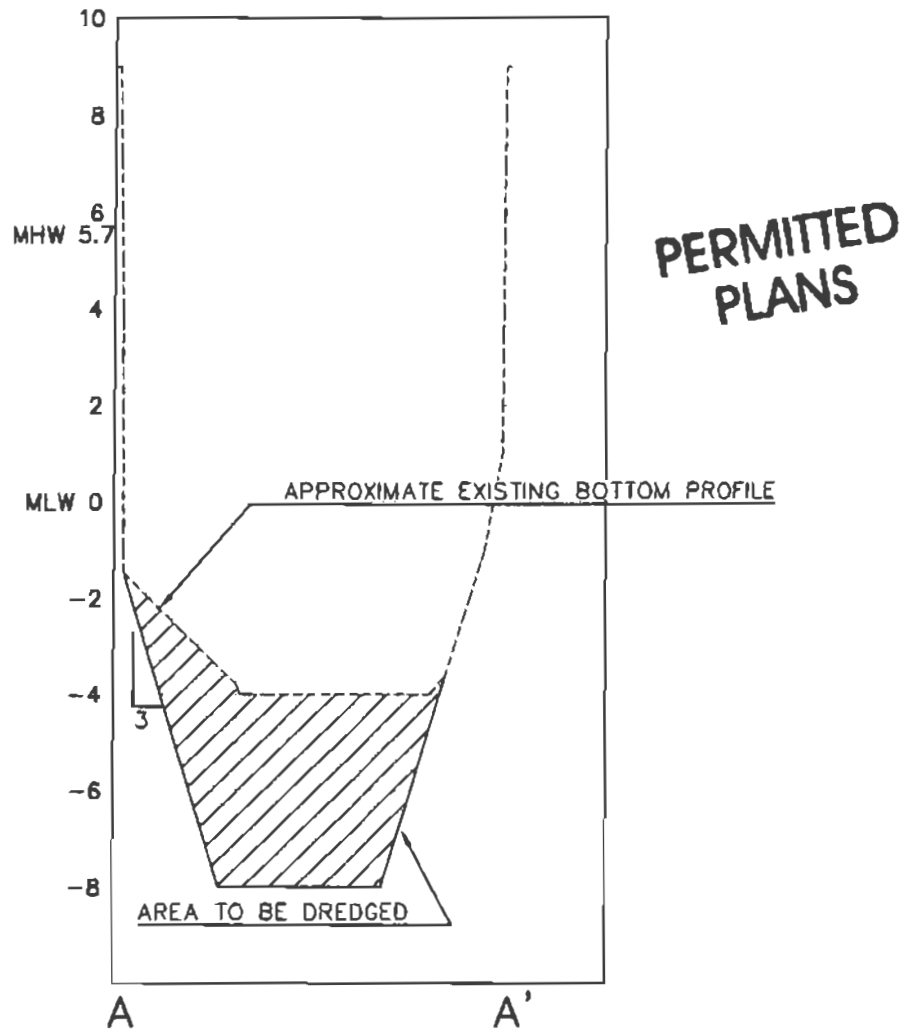 10
8
6
MHW 5.7
4
2
MLW 0
-2
-4
-6
-8
PERMITTED
PLANS
APPROXIMATE EXISTING BOTTOM PROFILE
3
AREA TO BE DREDGED
A
A'